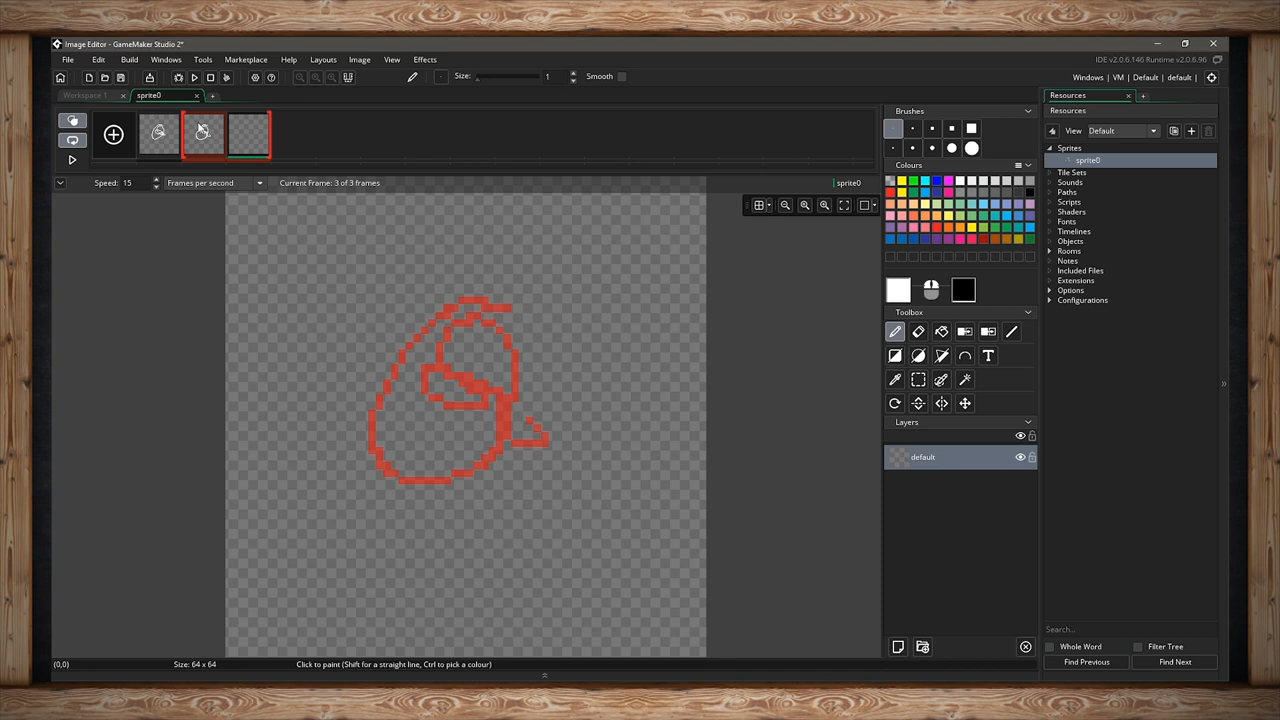 Image Editor - GameMaker Studio 2*
File Edit Build Windows Tools Marketplace Help Layouts Image View Effects
IDE v2.0.6.146 Runtime v2.0.6.96
Size: 1 Smooth
Windows | VM | Default | default |
Workspace 1 sprite0
Resources
Brushes
Resources
View Default
Sprites
sprite0
Tile Sets
Sounds
Paths
Scripts
Shaders
Fonts
Timelines
Objects
Rooms
Notes
Included Files
Extensions
Options
Configurations
Colours
Speed: 15 Frames per second Current Frame: 3 of 3 frames sprite0
Toolbox
T
Layers
default
Search...
Whole Word Filter Tree
Find Previous Find Next
(0,0) Size: 64 x 64 Click to paint (Shift for a straight line, Ctrl to pick a colour)